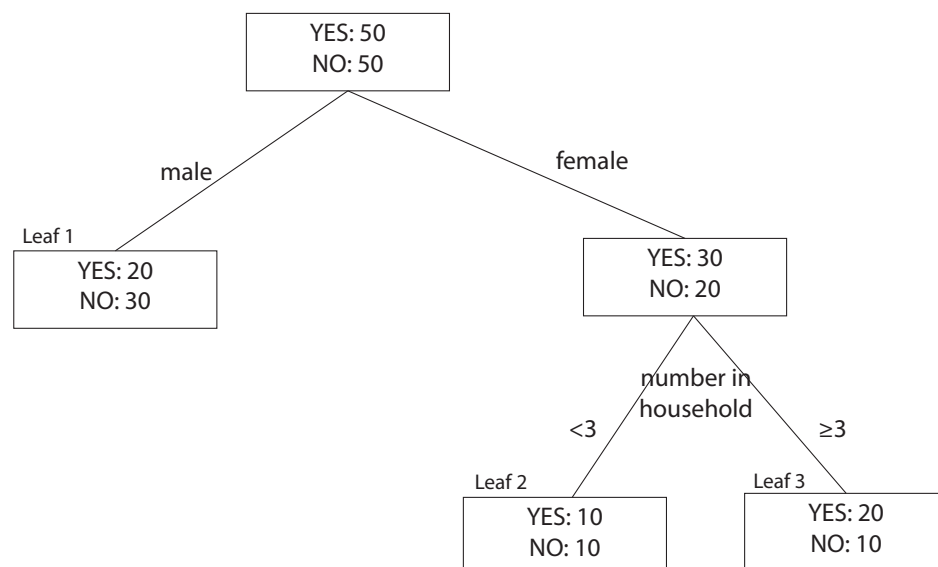 YES: 50
NO: 50
male
female
Leaf 1
YES: 20
NO: 30
YES: 30
NO: 20
number in
household
<3
≥3
Leaf 2
YES: 10
NO: 10
Leaf 3
YES: 20
NO: 10